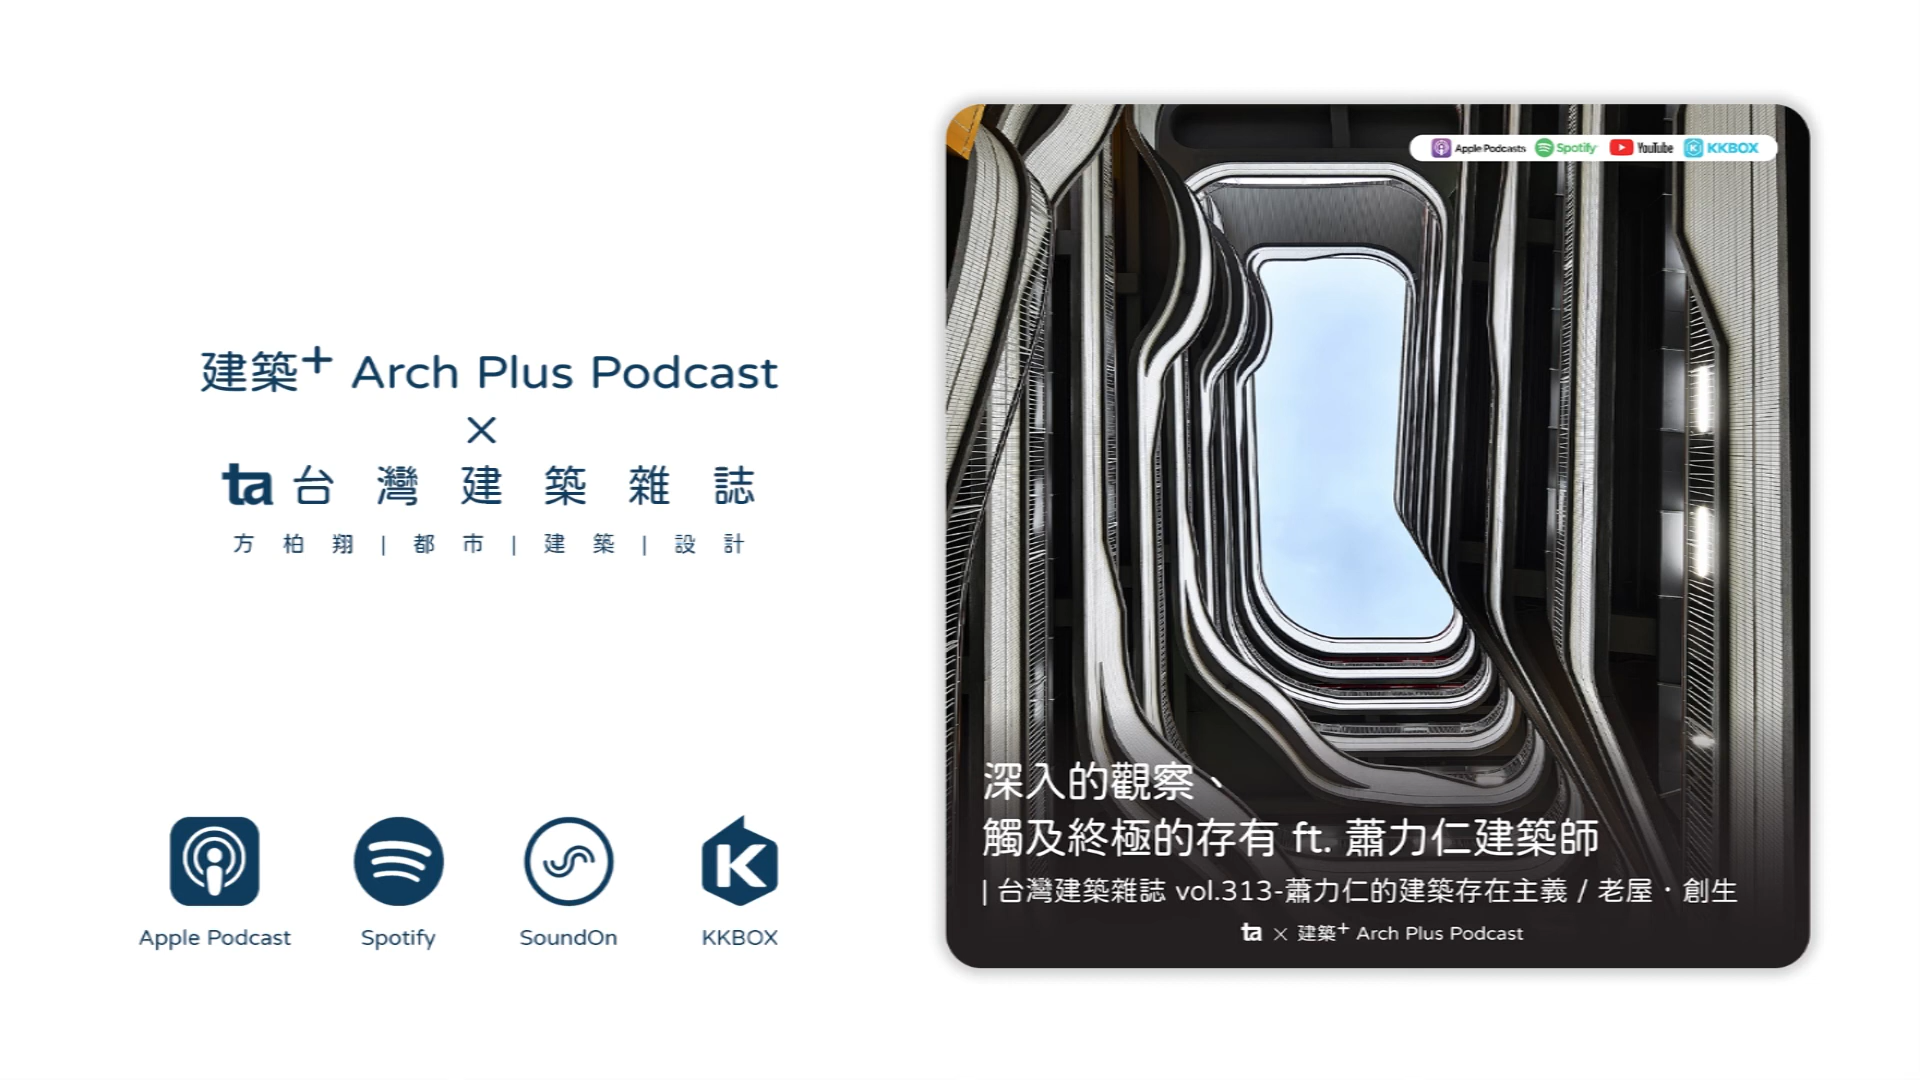 建築+ Arch Plus Podcast
×
ta 台灣建築雜誌
方柏翔 | 都市 | 建築 | 設計
Apple Podcast
Spotify
SoundOn
KKBOX
Apple Podcasts Spotify YouTube KKBOX
深入的觀察、
觸及終極的存有 ft. 蕭力仁建築師
| 台灣建築雜誌 vol.313-蕭力仁的建築存在主義 / 老屋・創生
ta × 建築+ Arch Plus Podcast